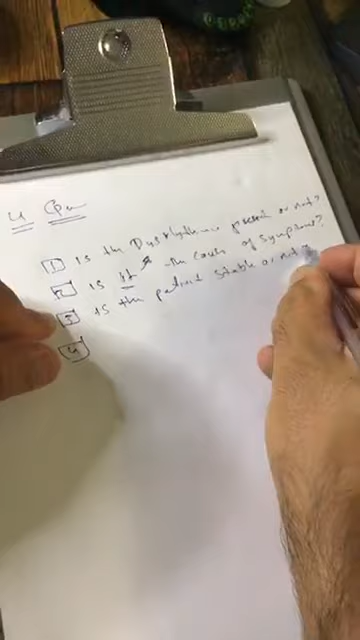 4
1 Is the Dysrhythmia present or not?
2 is it the cause of symptoms?
3 Is the patient stable or not?
4